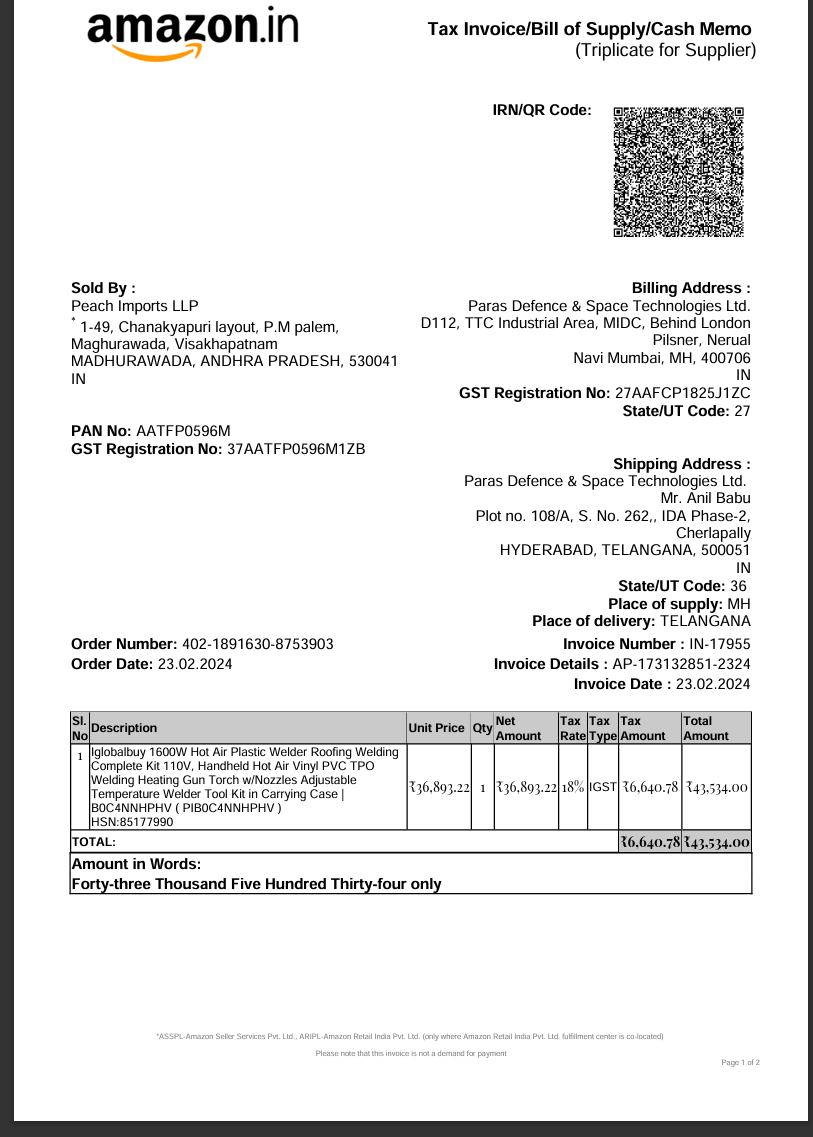 amazon.in
Tax Invoice/Bill of Supply/Cash Memo
(Triplicate for Supplier)
IRN/QR Code:
Sold By :
Peach Imports LLP
* 1-49, Chanakyapuri layout, P.M palem,
Maghurawada, Visakhapatnam
MADHURAWADA, ANDHRA PRADESH, 530041
IN
PAN No: AATFP0596M
GST Registration No: 37AATFP0596M1ZB
Billing Address :
Paras Defence & Space Technologies Ltd.
D112, TTC Industrial Area, MIDC, Behind London
Pilsner, Nerual
Navi Mumbai, MH, 400706
IN
GST Registration No: 27AAFCP1825J1ZC
State/UT Code: 27
Shipping Address :
Paras Defence & Space Technologies Ltd.
Mr. Anil Babu
Plot no. 108/A, S. No. 262,, IDA Phase-2,
Cherlapally
HYDERABAD, TELANGANA, 500051
IN
State/UT Code: 36
Place of supply: MH
Place of delivery: TELANGANA
Order Number: 402-1891630-8753903
Order Date: 23.02.2024
Invoice Number : IN-17955
Invoice Details : AP-173132851-2324
Invoice Date : 23.02.2024
Sl. No Description Unit Price Qty Net Amount Tax Rate Tax Type Tax Amount Total Amount
1 Iglobalbuy 1600W Hot Air Plastic Welder Roofing Welding
Complete Kit 110V, Handheld Hot Air Vinyl PVC TPO
Welding Heating Gun Torch w/Nozzles Adjustable
Temperature Welder Tool Kit in Carrying Case |
B0C4NNHPHV ( PIB0C4NNHPHV )
HSN:85177990
₹36,893.22 1 ₹36,893.22 18% IGST ₹6,640.78 ₹43,534.00
TOTAL: ₹6,640.78 ₹43,534.00
Amount in Words:
Forty-three Thousand Five Hundred Thirty-four only
*ASSPL-Amazon Seller Services Pvt. Ltd., ARIPL-Amazon Retail India Pvt. Ltd. (only where Amazon Retail India Pvt. Ltd. fulfillment center is co-located)
Please note that this invoice is not a demand for payment
Page 1 of 2